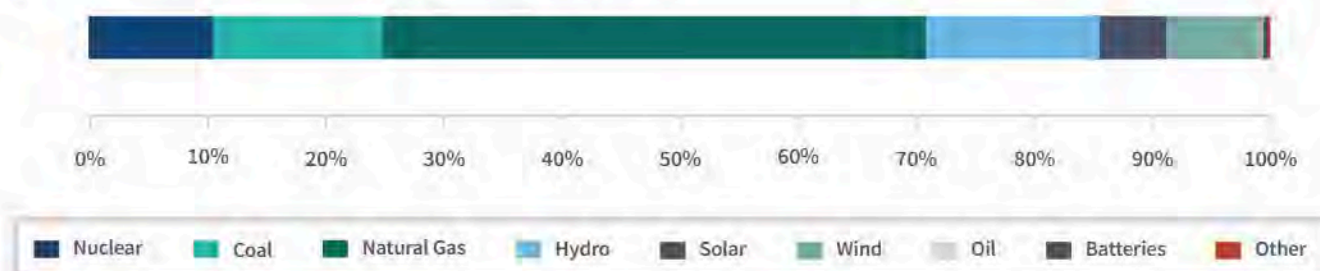 0% 10% 20% 30% 40% 50% 60% 70% 80% 90% 100%
Nuclear Coal Natural Gas Hydro Solar Wind Oil Batteries Other